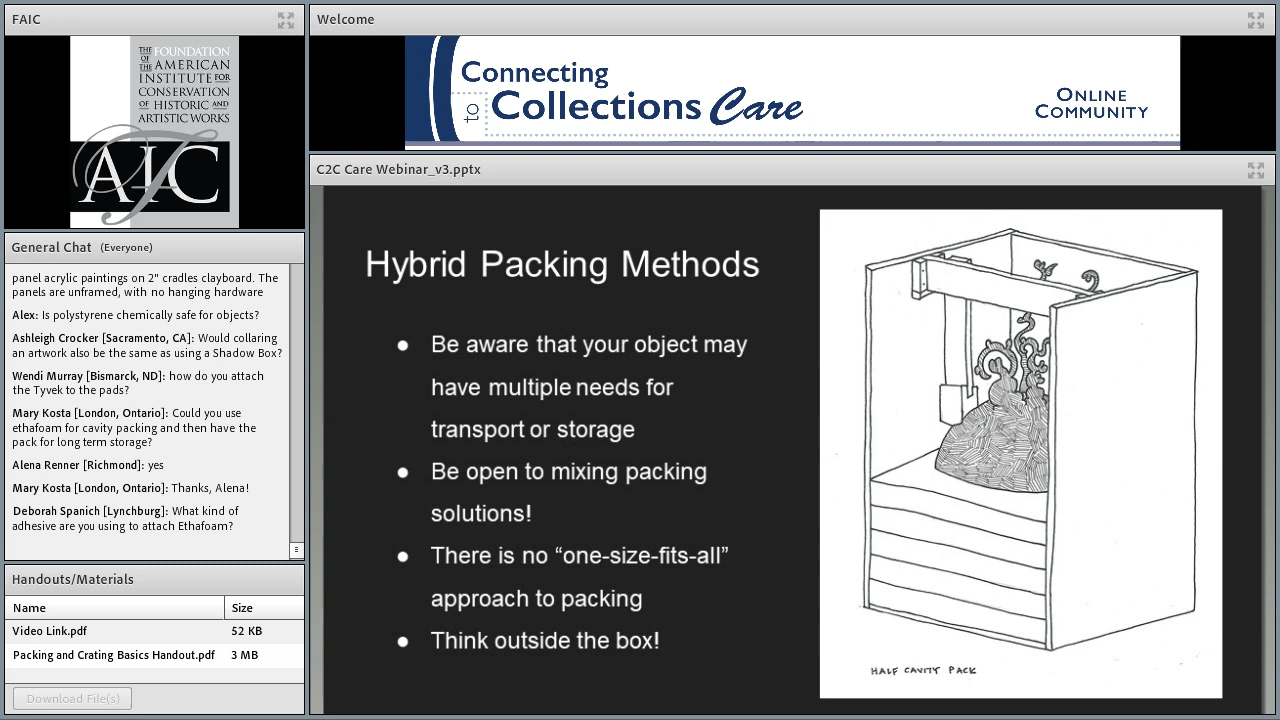 FAIC
THE FOUNDATION
OF THE AMERICAN
INSTITUTE FOR
CONSERVATION
OF HISTORIC AND
ARTISTIC WORKS
AIC
Welcome
Connecting
to Collections Care
ONLINE
COMMUNITY
General Chat (Everyone)
panel acrylic paintings on 2" cradles clayboard. The
panels are unframed, with no hanging hardware
Alex: Is polystyrene chemically safe for objects?
Ashleigh Crocker [Sacramento, CA]: Would collaring
an artwork also be the same as using a Shadow Box?
Wendi Murray [Bismarck, ND]: how do you attach
the Tyvek to the pads?
Mary Kosta [London, Ontario]: Could you use
ethafoam for cavity packing and then have the
pack for long term storage?
Alena Renner [Richmond]: yes
Mary Kosta [London, Ontario]: Thanks, Alena!
Deborah Spanich [Lynchburg]: What kind of
adhesive are you using to attach Ethafoam?
Handouts/Materials
Name Size
Video Link.pdf 52 KB
Packing and Crating Basics Handout.pdf 3 MB
Download File(s)
C2C Care Webinar_v3.pptx
Hybrid Packing Methods
● Be aware that your object may
have multiple needs for
transport or storage
● Be open to mixing packing
solutions!
● There is no “one-size-fits-all”
approach to packing
● Think outside the box!
HALF CAVITY PACK